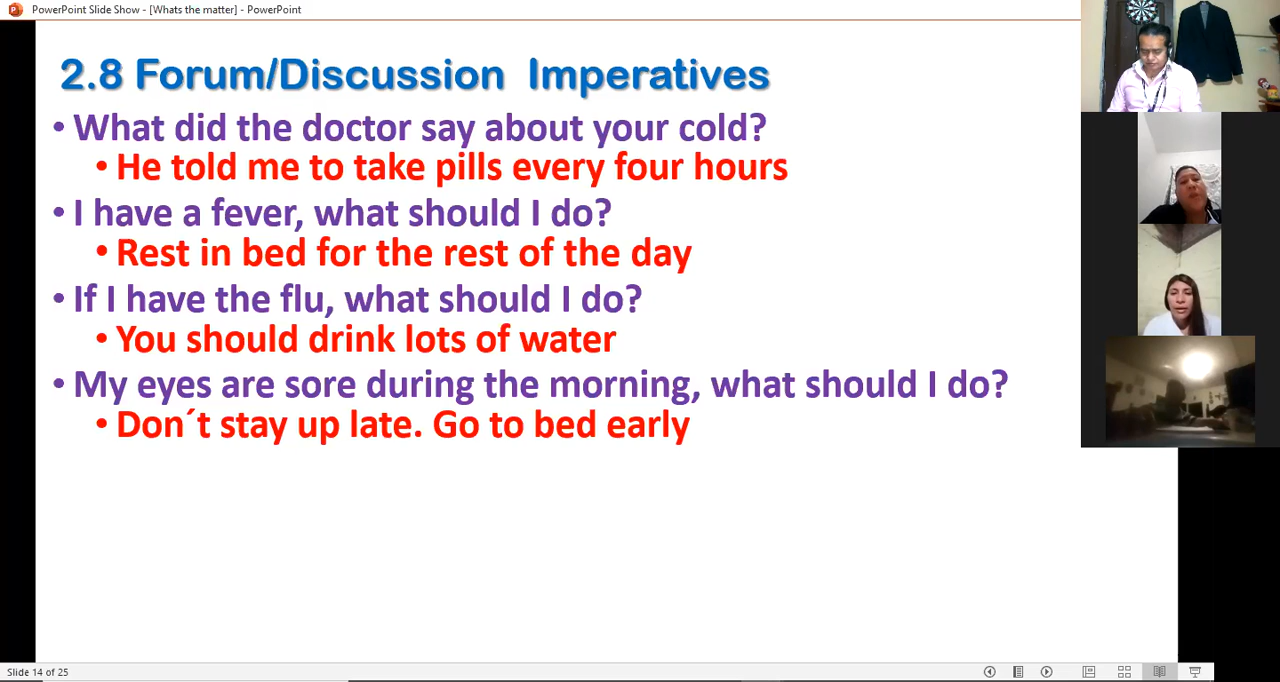 PowerPoint Slide Show - [Whats the matter] - PowerPoint
2.8 Forum/Discussion Imperatives
• What did the doctor say about your cold?
• He told me to take pills every four hours
• I have a fever, what should I do?
• Rest in bed for the rest of the day
• If I have the flu, what should I do?
• You should drink lots of water
• My eyes are sore during the morning, what should I do?
• Don´t stay up late. Go to bed early
Slide 14 of 25